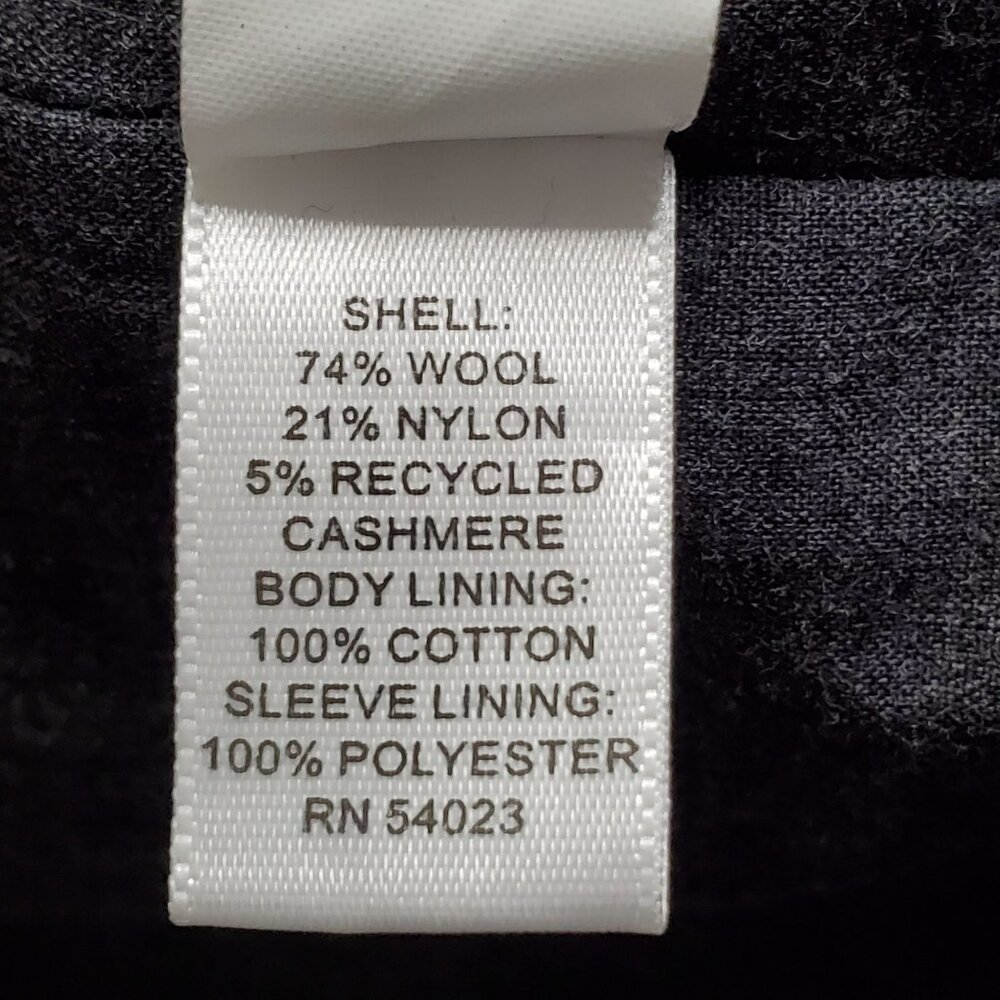 SHELL:
74% WOOL
21% NYLON
5% RECYCLED
CASHMERE
BODY LINING:
100% COTTON
SLEEVE LINING:
100% POLYESTER
RN 54023